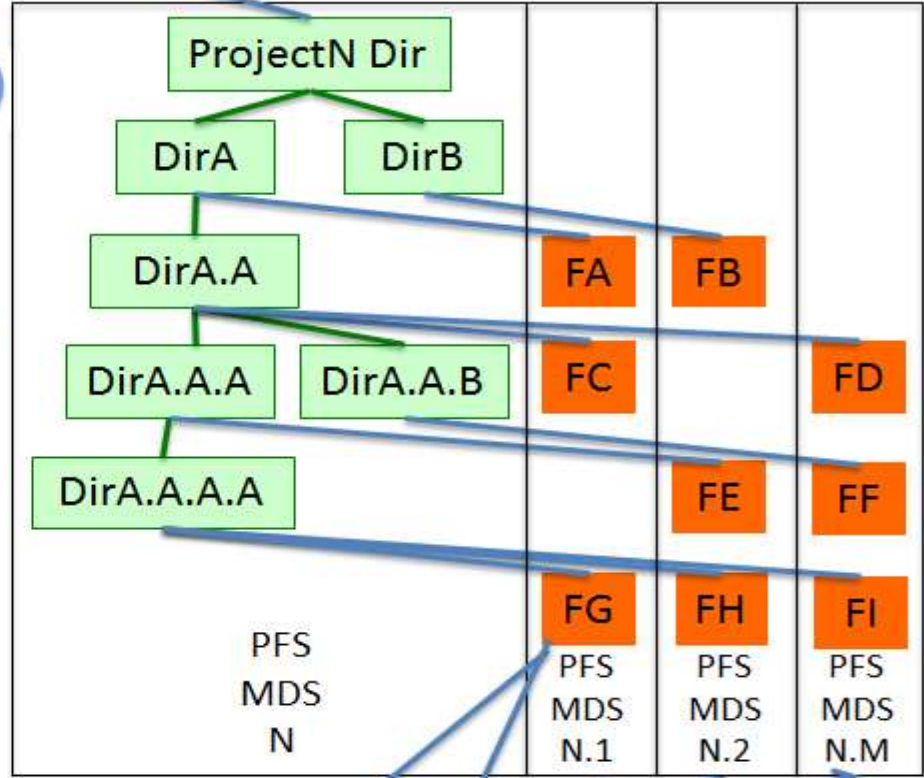 ProjectN Dir
DirA
DirB
DirA.A
FA
FB
DirA.A.A
DirA.A.B
FC
FD
DirA.A.A.A
FE
FF
FG
FH
FI
PFS
MDS
N
PFS
MDS
N.1
PFS
MDS
N.2
PFS
MDS
N.M